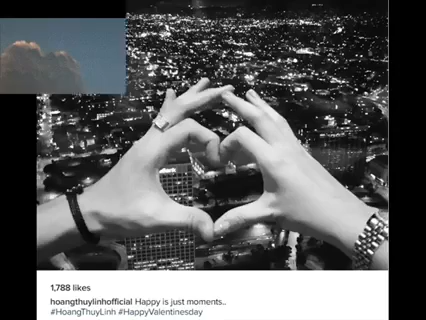 1,788 likes
hoangthuylinhofficial Happy is just moments..
#HoangThuyLinh #HappyValentinesday